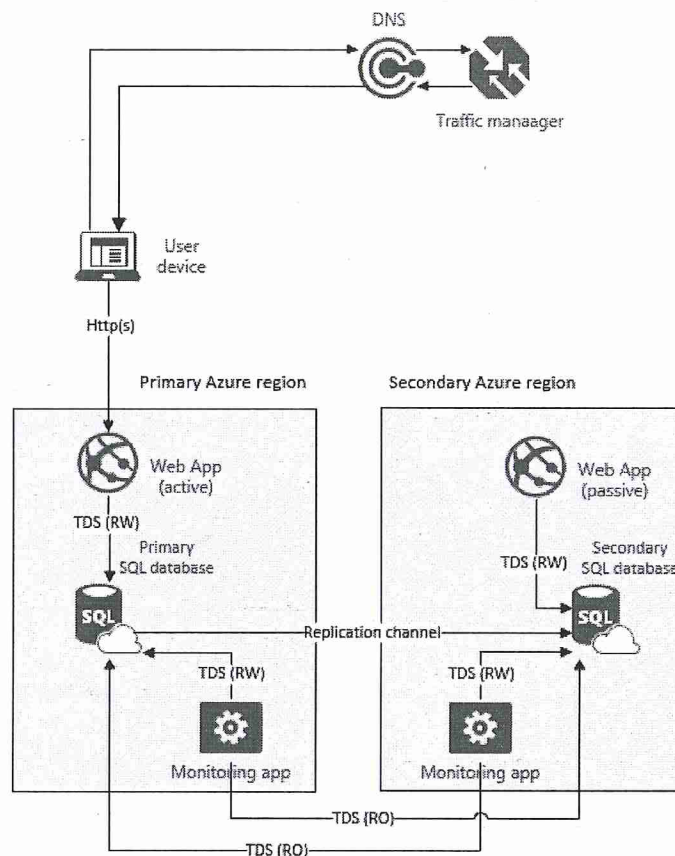 DNS
Traffic manaager
User
device
Http(s)
Primary Azure region
Secondary Azure region
Web App
(active)
Web App
(passive)
TDS (RW)
Primary
SQL database
TDS (RW)
Secondary
SQL database
SQL
SQL
Replication channel
TDS (RW)
TDS (RW)
Monitoring app
Monitoring app
TDS (RO)
TDS (RO)